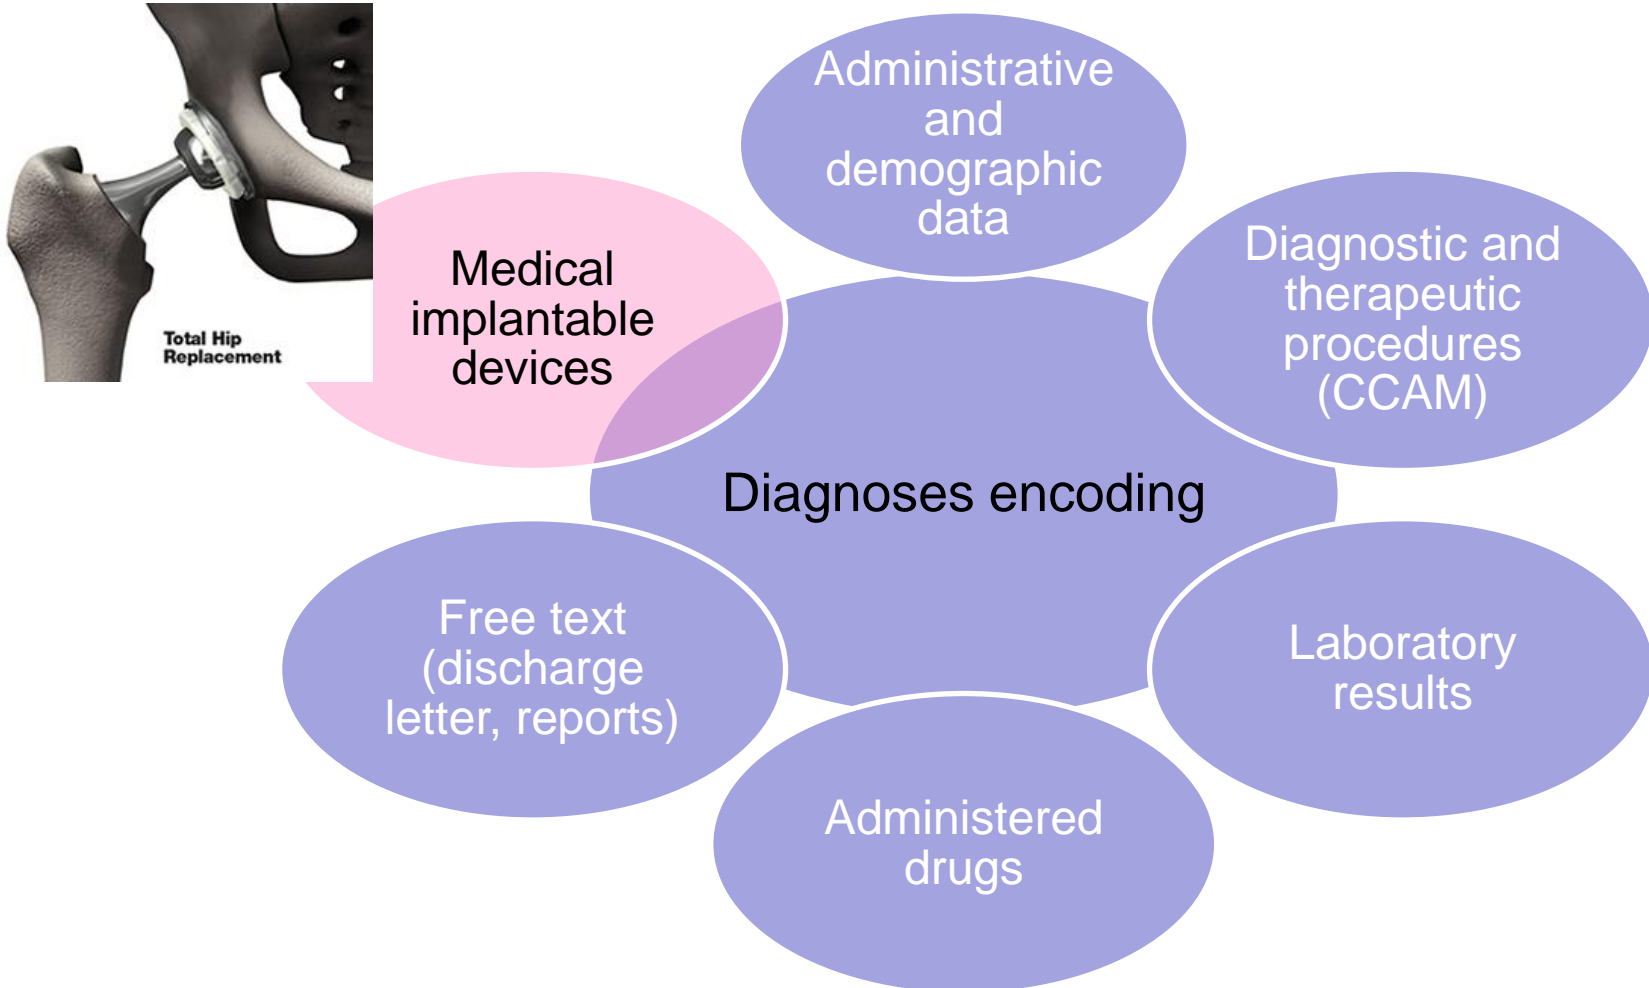 Total Hip
Replacement
Administrative
and
demographic
data
Medical
implantable
devices
Diagnostic and
therapeutic
procedures
(CCAM)
Diagnoses encoding
Free text
(discharge
letter, reports)
Laboratory
results
Administered
drugs